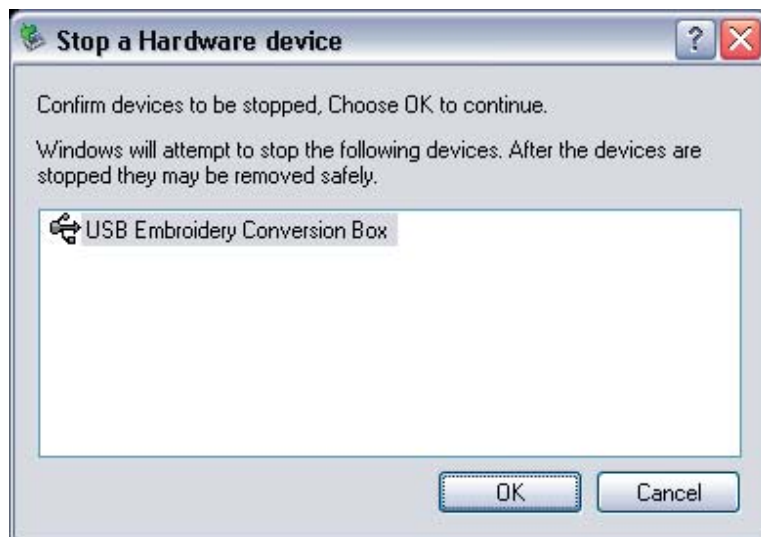 Stop a Hardware device
Confirm devices to be stopped, Choose OK to continue.
Windows will attempt to stop the following devices. After the devices are
stopped they may be removed safely.
USB Embroidery Conversion Box
OK
Cancel